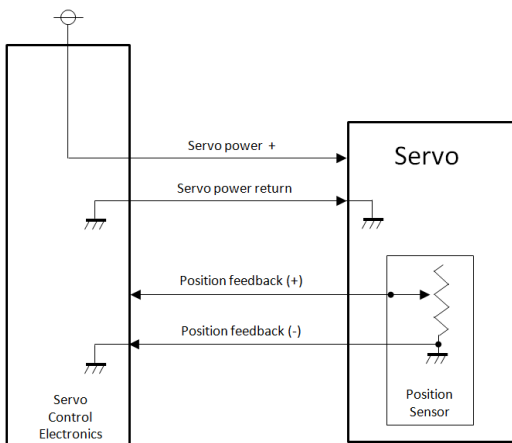 Servo power +
Servo
Servo power return
Position feedback (+)
Position feedback (-)
Servo
Control
Electronics
Position
Sensor